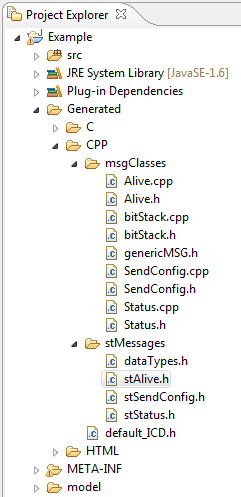 Project Explorer
Example
src
JRE System Library [JavaSE-1.6]
Plug-in Dependencies
Generated
C
CPP
msgClasses
Alive.cpp
Alive.h
bitStack.cpp
bitStack.h
genericMSG.h
SendConfig.cpp
SendConfig.h
Status.cpp
Status.h
stMessages
dataTypes.h
stAlive.h
stSendConfig.h
stStatus.h
default_ICD.h
HTML
META-INF
model